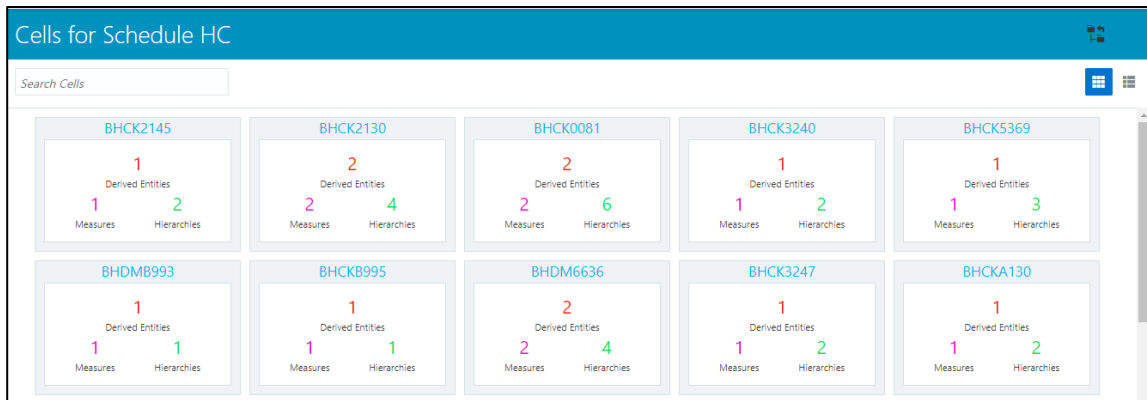 Cells for Schedule HC
Search Cells
BHCK2145 BHCK2130 BHCK0081 BHCK3240 BHCK5369
1 2 2 1 1
Derived Entities Derived Entities Derived Entities Derived Entities Derived Entities
1 2 2 4 2 6 1 2 1 3
Measures Hierarchies Measures Hierarchies Measures Hierarchies Measures Hierarchies Measures Hierarchies
BHDMB993 BHCKB995 BHDM6636 BHCK3247 BHCKA130
1 1 2 1 1
Derived Entities Derived Entities Derived Entities Derived Entities Derived Entities
1 1 1 1 2 4 1 2 1 2
Measures Hierarchies Measures Hierarchies Measures Hierarchies Measures Hierarchies Measures Hierarchies